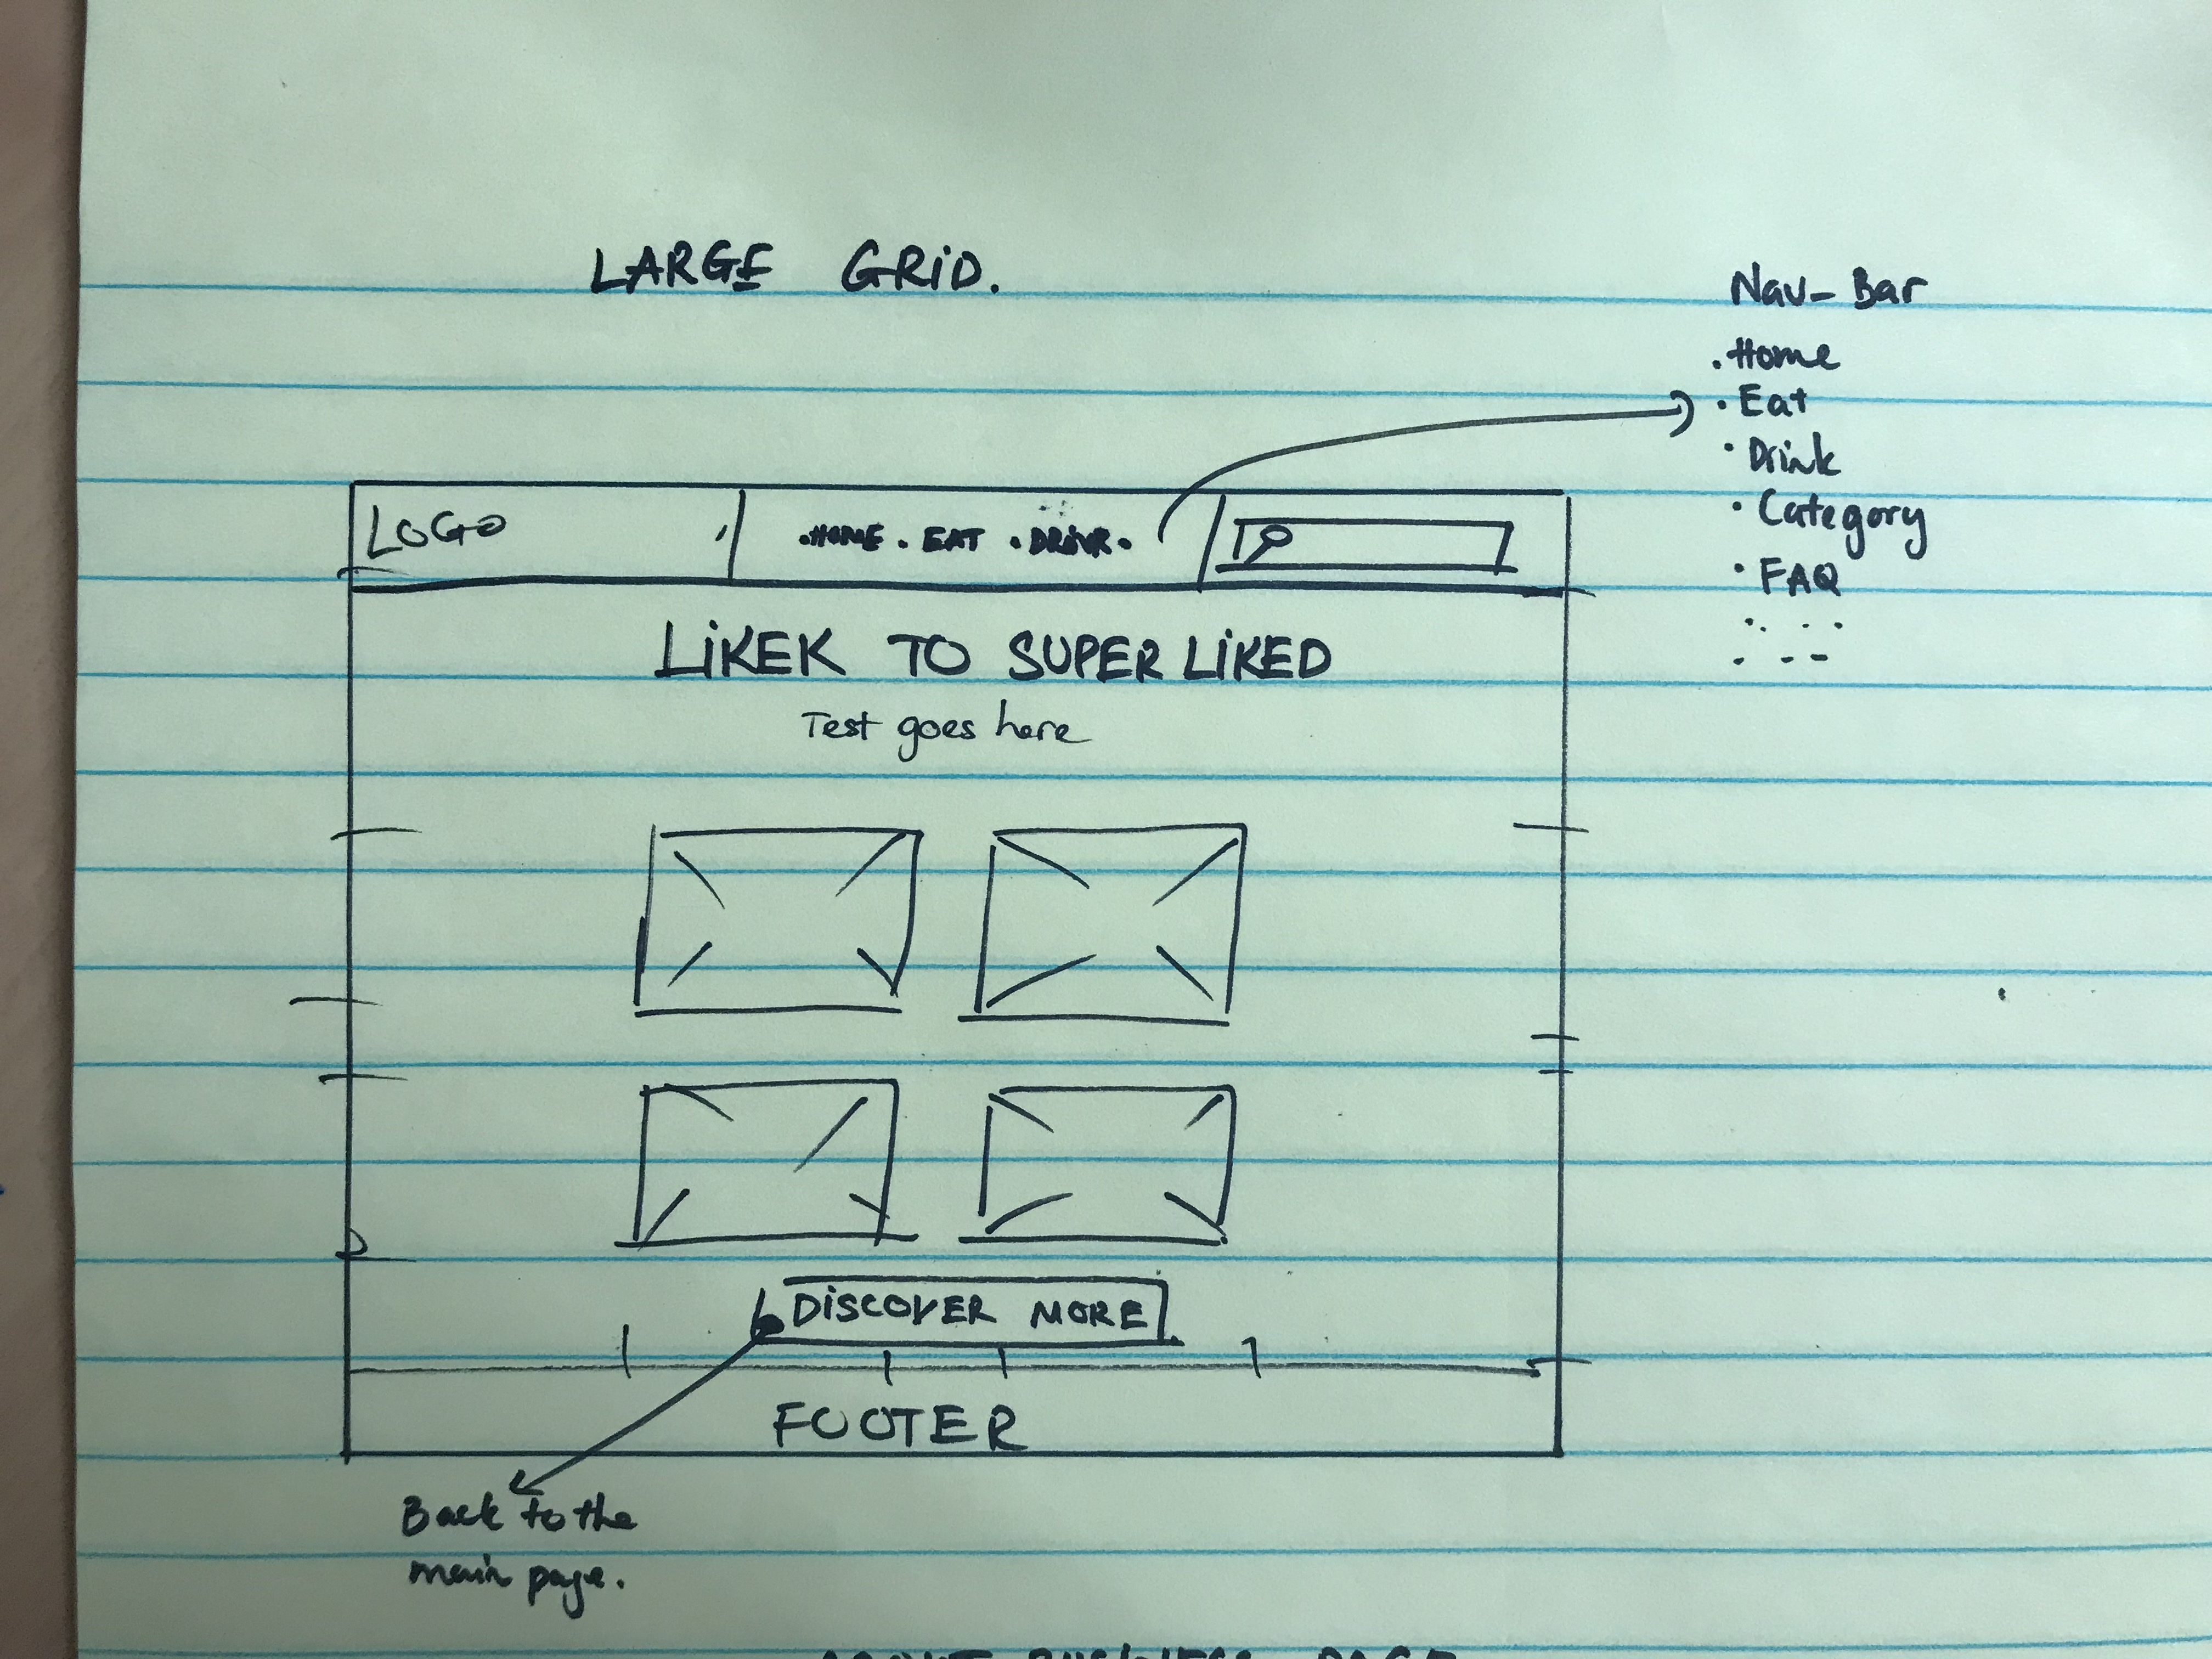 LARGE GRID.
Nav-Bar
.Home
.Eat
.Drink
.Category
.FAQ
LOGO
.HOME.EAT.DRINK.
LIKEK TO SUPER LIKED
Test goes here
DISCOVER MORE
FOOTER
Back to the
main page.